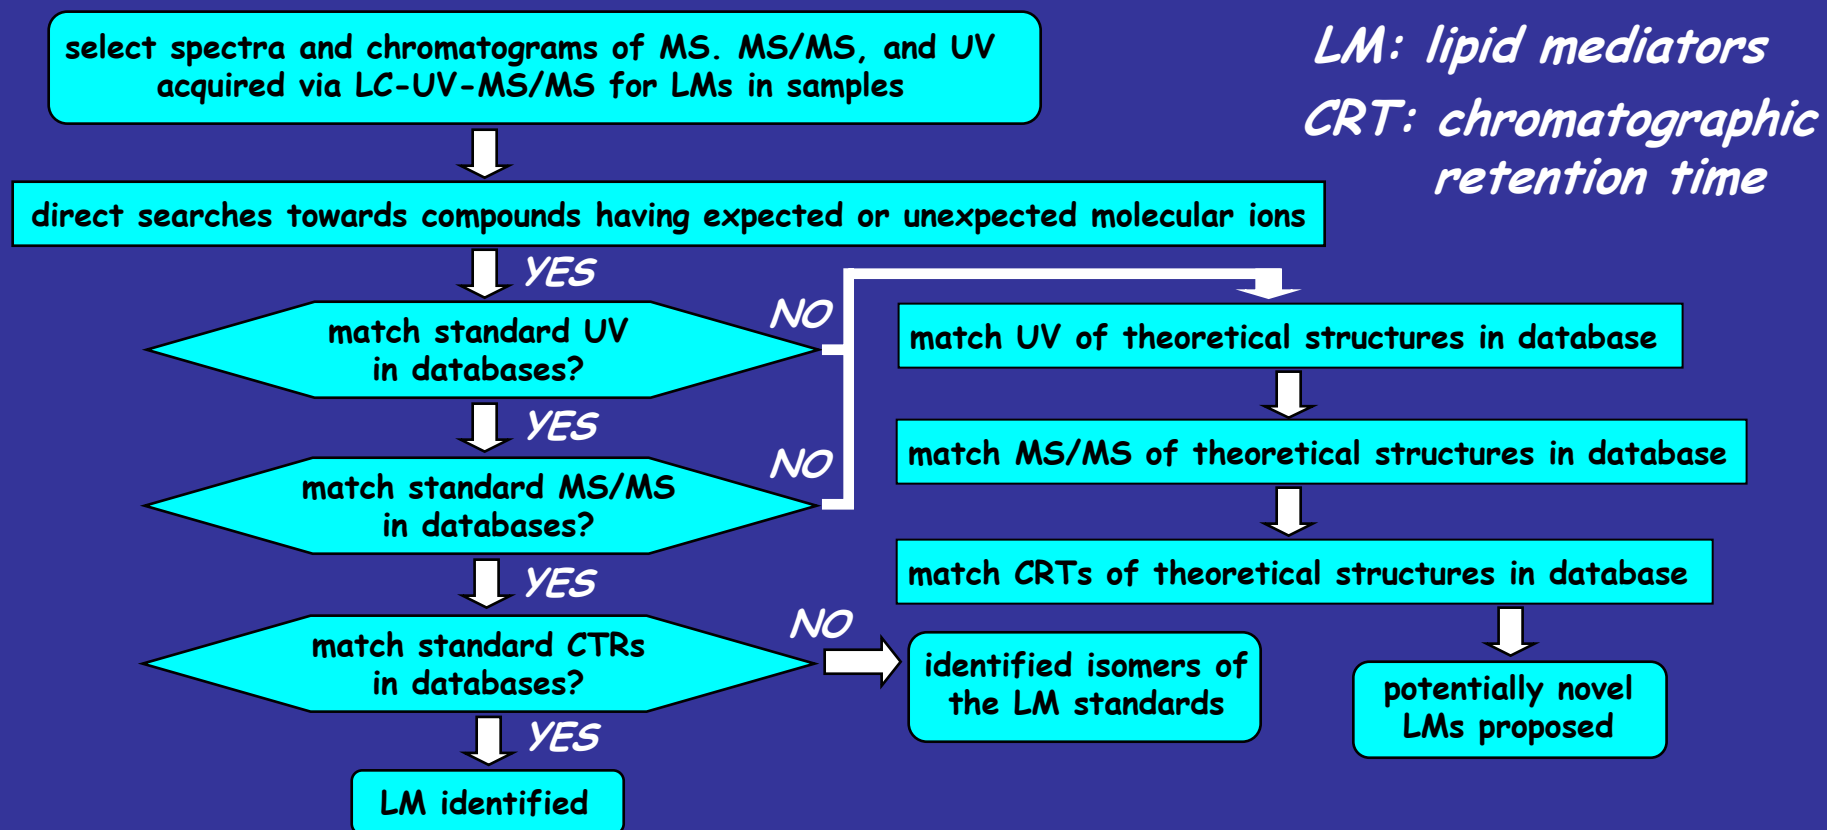 select spectra and chromatograms of MS. MS/MS, and UV
acquired via LC-UV-MS/MS for LMs in samples
LM: lipid mediators
CRT: chromatographic
retention time
direct searches towards compounds having expected or unexpected molecular ions
YES
match standard UV
in databases?
NO
YES
match standard MS/MS
in databases?
NO
YES
match standard CTRs
in databases?
NO
YES
LM identified
identified isomers of
the LM standards
match UV of theoretical structures in database
match MS/MS of theoretical structures in database
match CRTs of theoretical structures in database
potentially novel
LMs proposed